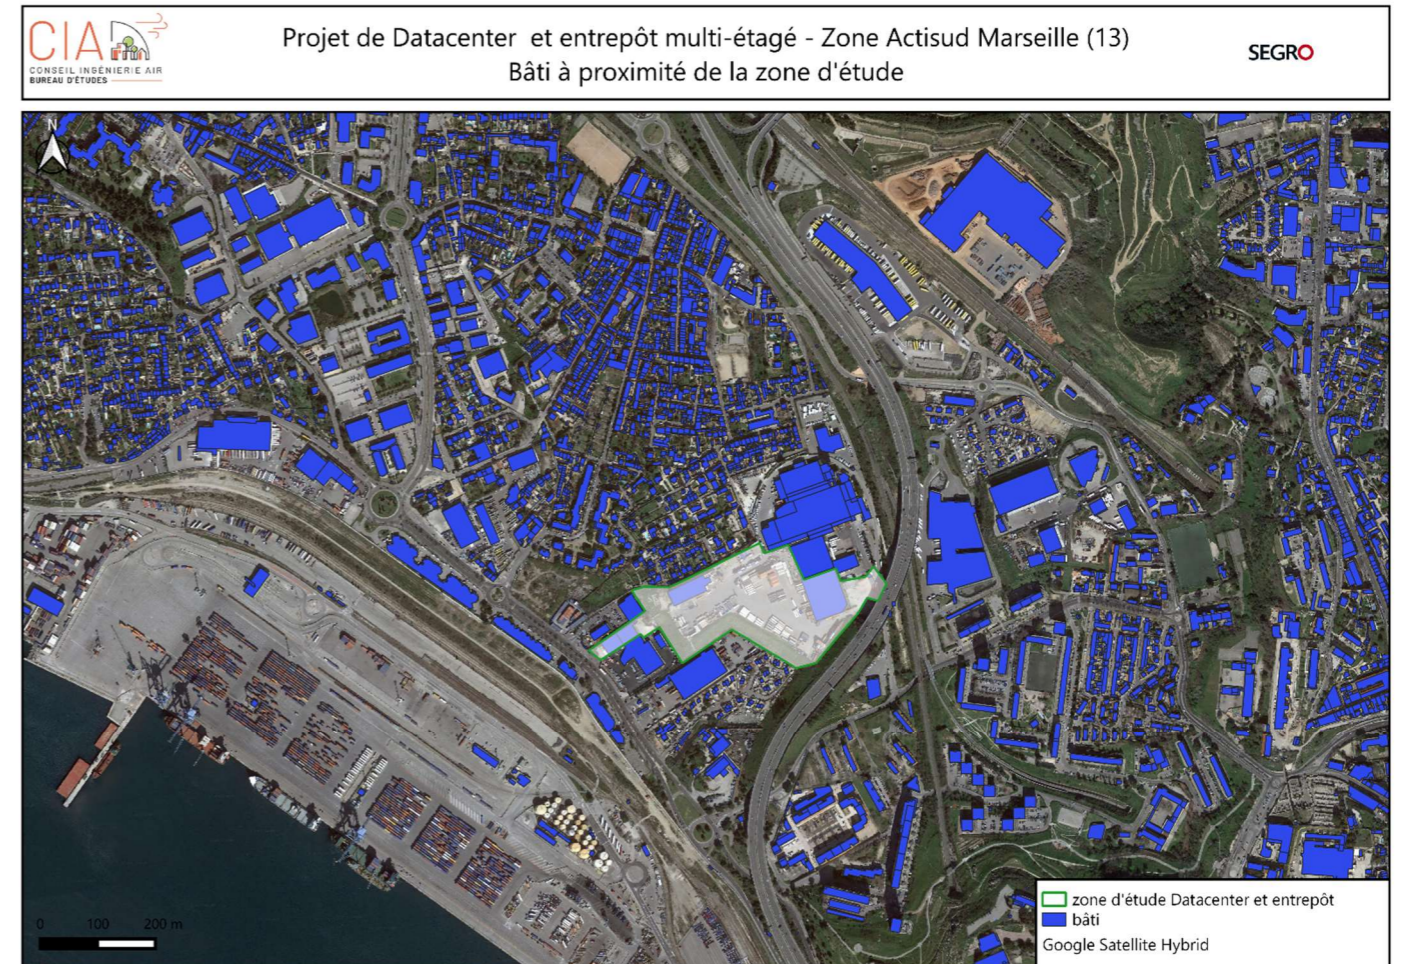 CIA
CONSEIL INGÉNIERIE AIR
BUREAU D'ÉTUDES
Projet de Datacenter et entrepôt multi-étagé - Zone Actisud Marseille (13)
Bâti à proximité de la zone d'étude
SEGRO
N
0 100 200 m
zone d'étude Datacenter et entrepôt
bâti
Google Satellite Hybrid